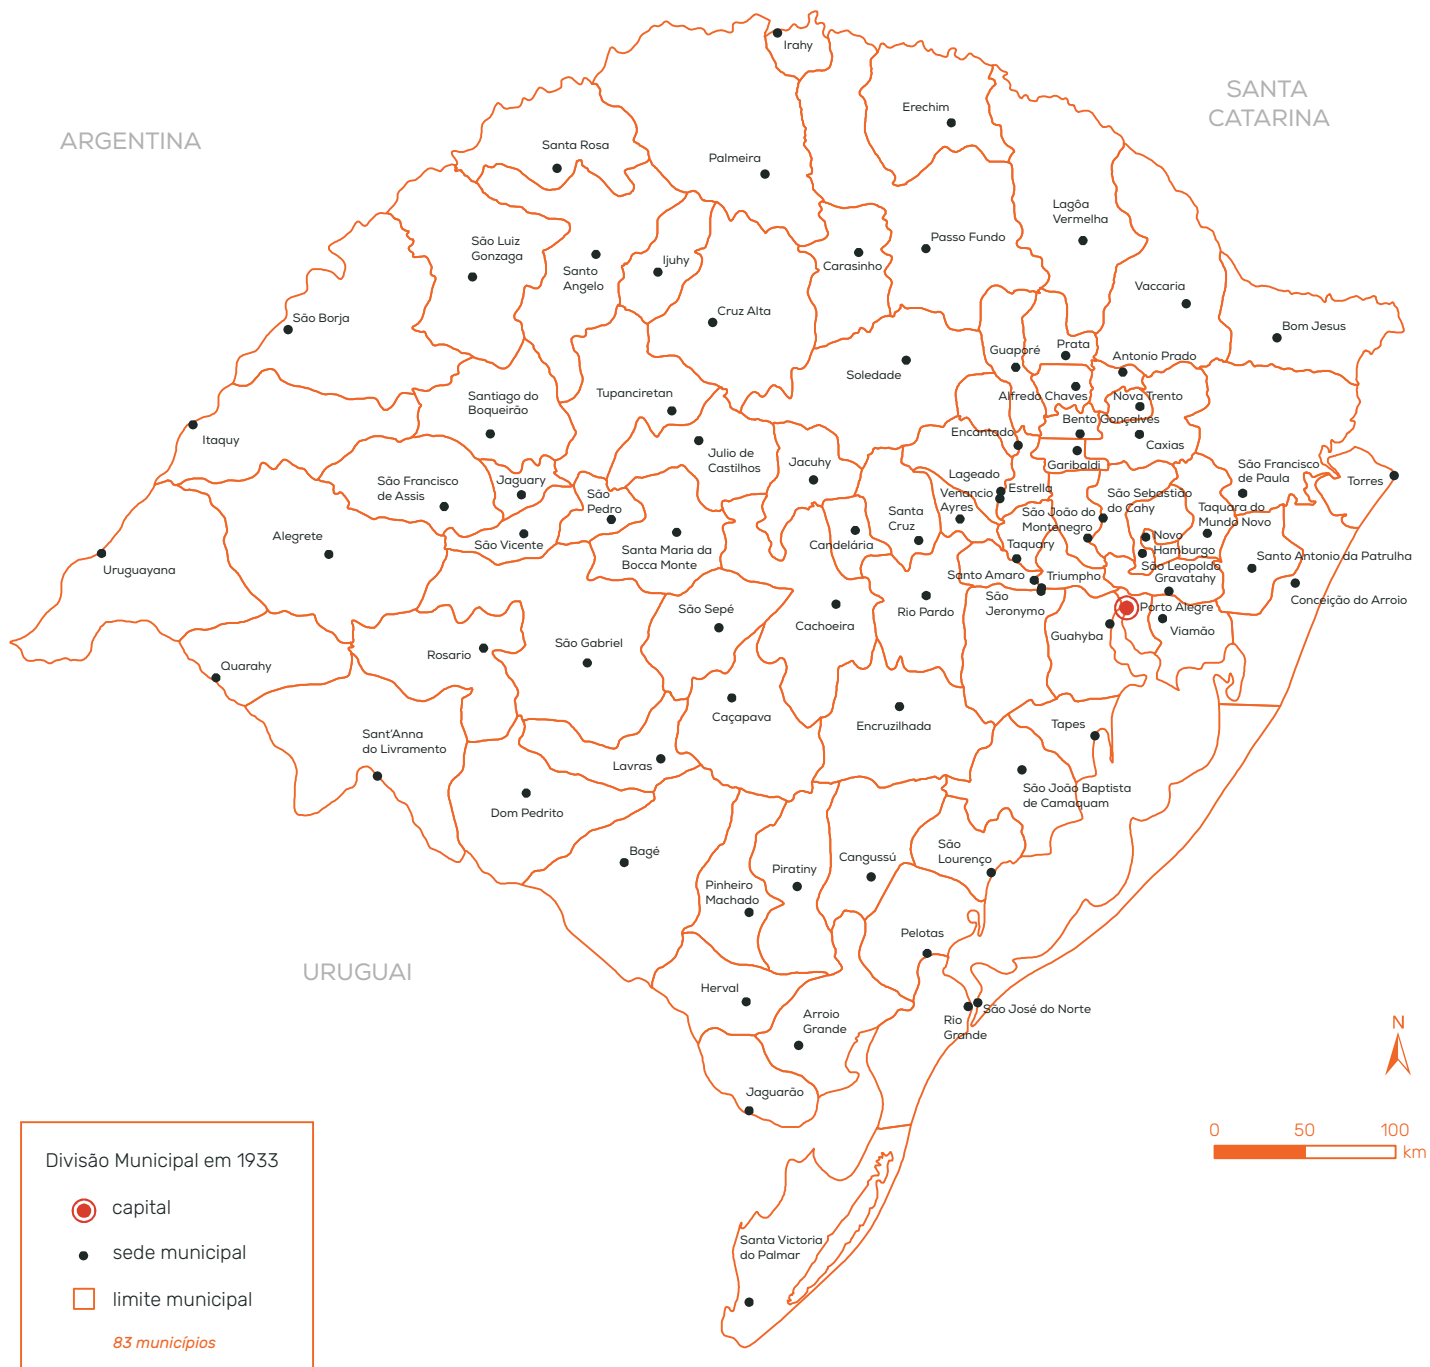 Irahy
SANTA
CATARINA
Erechim
ARGENTINA
Santa Rosa
Palmeira
Lagôa
Vermelha
Passo Fundo
São Luiz
Gonzaga
Ijuhy
Carasinho
Santo
Angelo
Vaccaria
Cruz Alta
São Borja
Bom Jesus
Prata
Guaporé
Antonio Prado
Soledade
Tupanciretan
Santiago do
Boqueirão
Alfredo Chaves
Nova Trento
Bento Gonçalves
Encantado
Itaquy
Caxias
Julio de
Castilhos
Jacuhy
Garibaldi
São Francisco
de Paula
Lageado
Torres
São Francisco
de Assis
Jaguary
São
Pedro
Estrella
Venancio
Ayres
São Sebastião
do Cahy
Santa
Cruz
São João do
Montenegro
Taquara do
Mundo Novo
Alegrete
São Vicente
Candelária
Novo
Hamburgo
Taquary
Santa Maria da
Bocca Monte
Santo Antonio da Patrulha
Uruguayana
São Leopoldo
Santo Amaro
Triumpho
Gravatahy
São
Jeronymo
Conceição do Arroio
São Sepé
Rio Pardo
Porto Alegre
Cachoeira
Viamão
Guahyba
São Gabriel
Rosario
Quarahy
Caçapava
Encruzilhada
Tapes
Sant'Anna
do Livramento
Lavras
São João Baptista
de Camaquam
Dom Pedrito
São
Lourenço
Bagé
Cangussú
Piratiny
Pinheiro
Machado
Pelotas
URUGUAI
Herval
São José do Norte
Arroio
Grande
Rio
Grande
N
Jaguarão
0 50 100
km
Divisão Municipal em 1933
capital
Santa Victoria
do Palmar
sede municipal
limite municipal
83 municípios